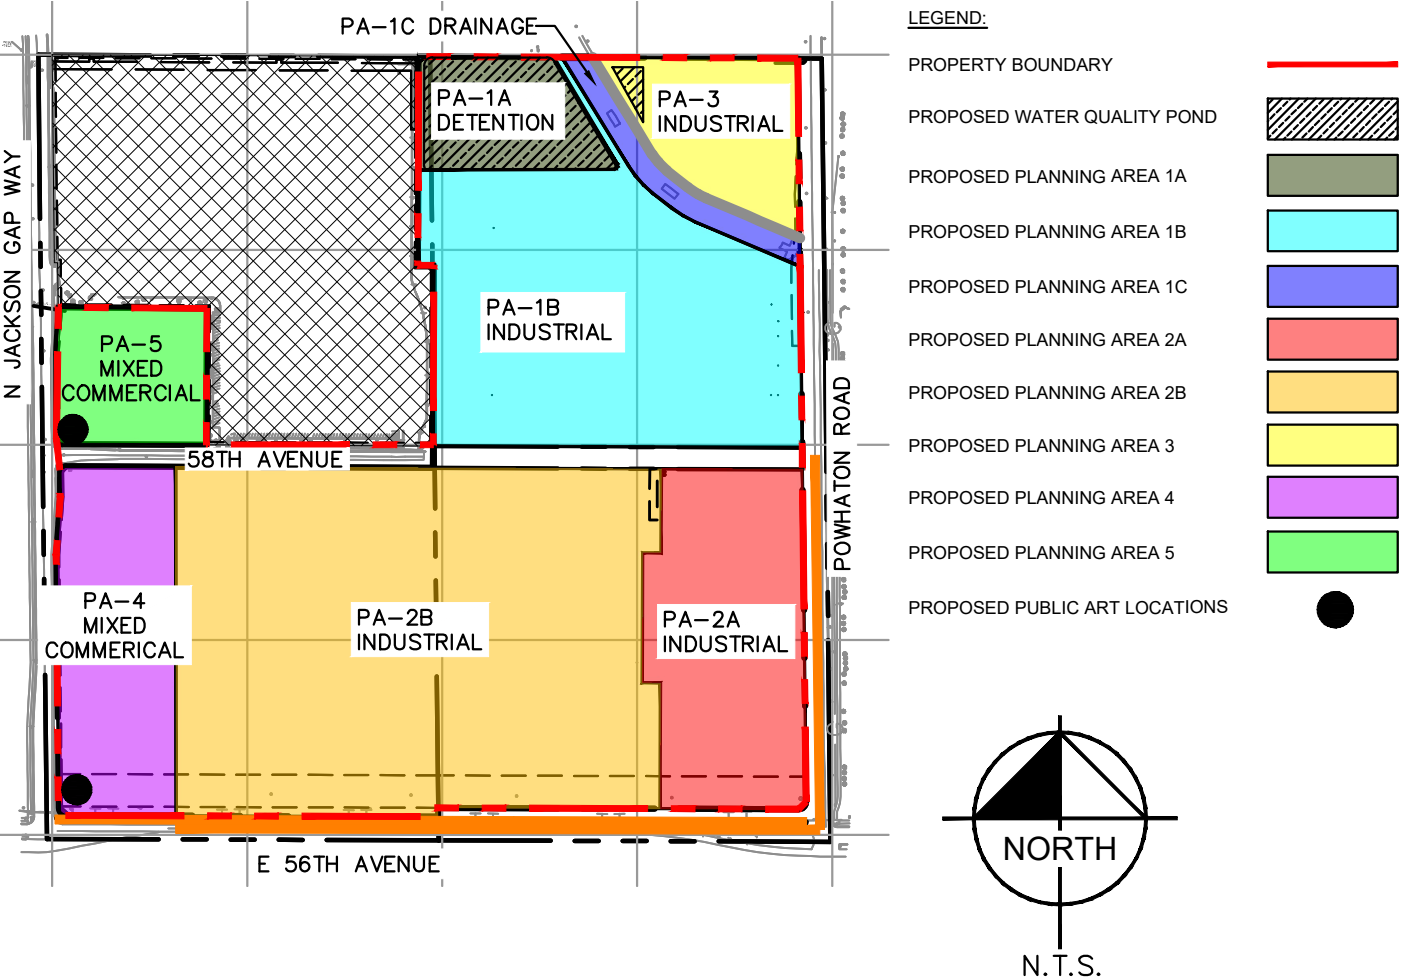 PA-1C DRAINAGE
PA-1A
DETENTION
PA-3
INDUSTRIAL
N JACKSON GAP WAY
PA-1B
INDUSTRIAL
PA-5
MIXED
COMMERCIAL
POWHATON ROAD
58TH AVENUE
PA-4
MIXED
COMMERICAL
PA-2B
INDUSTRIAL
PA-2A
INDUSTRIAL
E 56TH AVENUE
LEGEND:
PROPERTY BOUNDARY
PROPOSED WATER QUALITY POND
PROPOSED PLANNING AREA 1A
PROPOSED PLANNING AREA 1B
PROPOSED PLANNING AREA 1C
PROPOSED PLANNING AREA 2A
PROPOSED PLANNING AREA 2B
PROPOSED PLANNING AREA 3
PROPOSED PLANNING AREA 4
PROPOSED PLANNING AREA 5
PROPOSED PUBLIC ART LOCATIONS
NORTH
N.T.S.